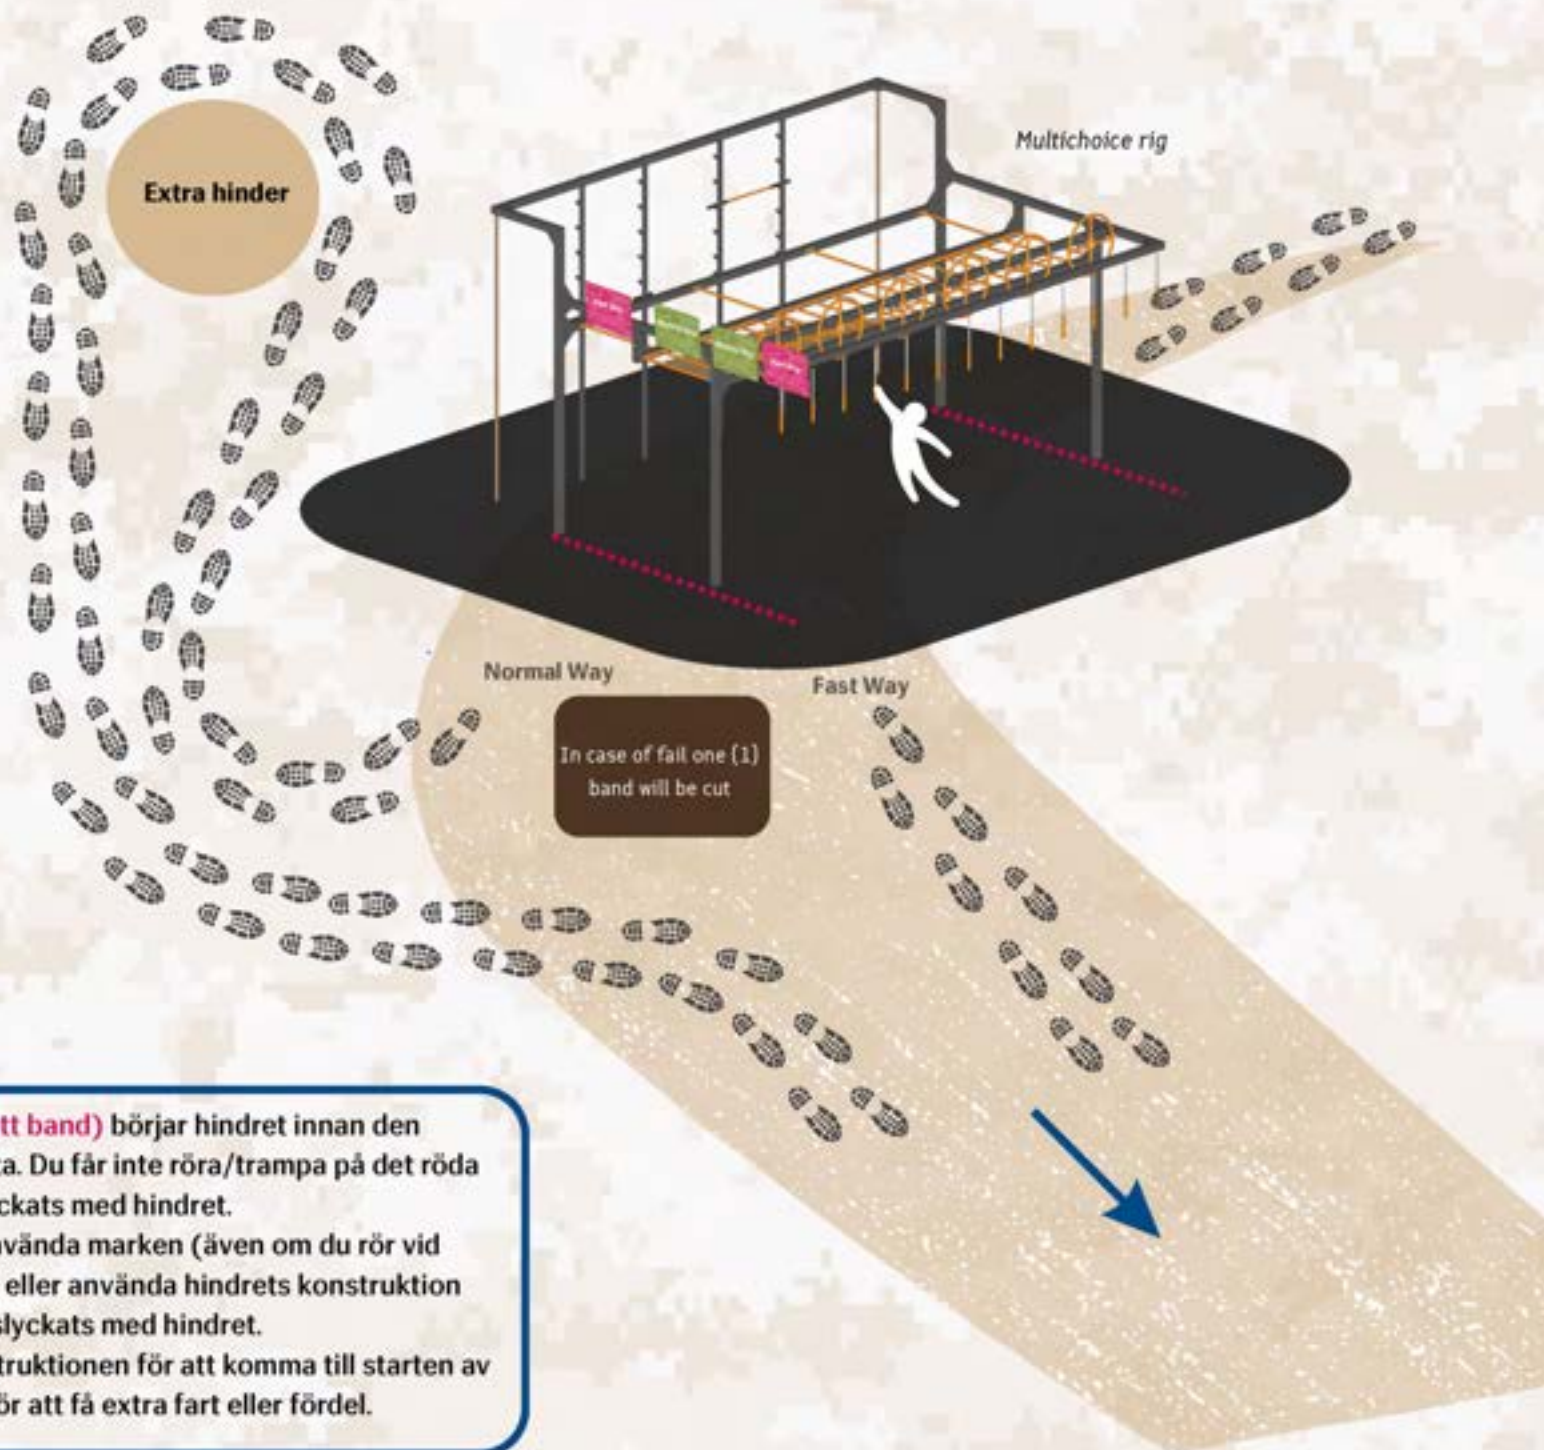 Extra hinder
Multichoice rig
Normal Way
Fast Way
In case of fail one (1)
band will be cut
tt band) börjar hindret innan den
a. Du får inte röra/trampa på det röda
ckats med hindret.
vända marken (även om du rör vid
eller använda hindrets konstruktion
slyckats med hindret.
truktionen för att komma till starten av
ör att få extra fart eller fördel.